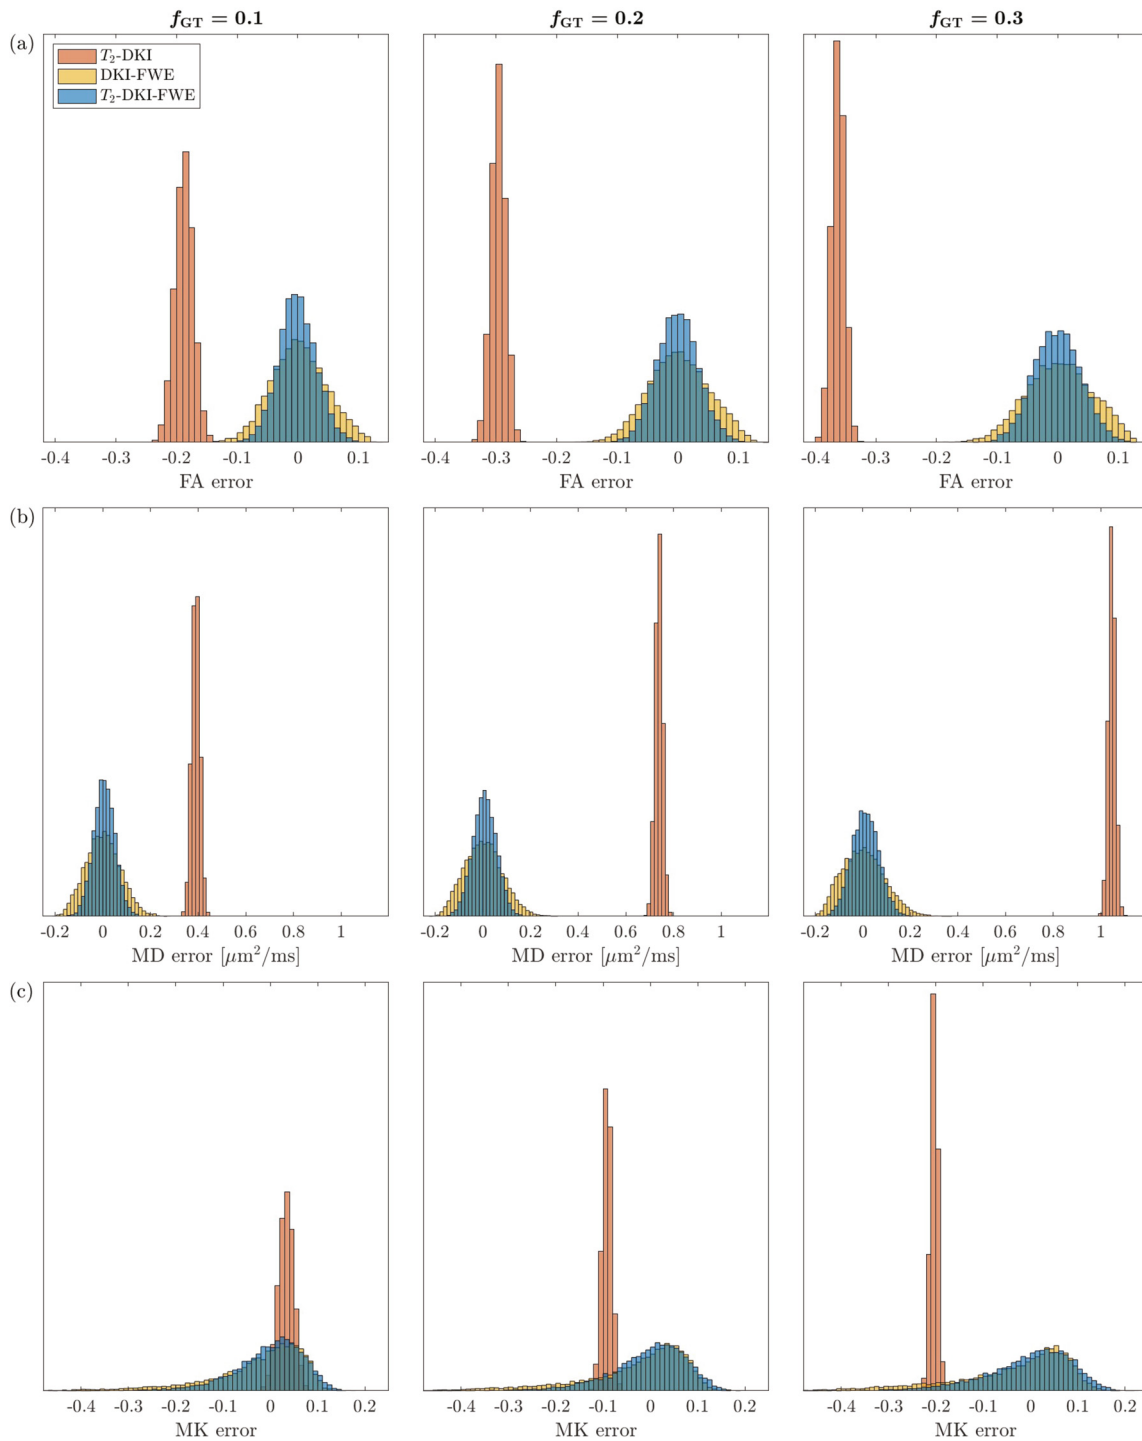 f_GT = 0.1 f_GT = 0.2 f_GT = 0.3
(a)
T₂-DKI
DKI-FWE
T₂-DKI-FWE
-0.4 -0.3 -0.2 -0.1 0 0.1 -0.4 -0.3 -0.2 -0.1 0 0.1 -0.4 -0.3 -0.2 -0.1 0 0.1
FA error FA error FA error
(b)
-0.2 0 0.2 0.4 0.6 0.8 1 -0.2 0 0.2 0.4 0.6 0.8 1 -0.2 0 0.2 0.4 0.6 0.8 1
MD error [μm²/ms] MD error [μm²/ms] MD error [μm²/ms]
(c)
-0.4 -0.3 -0.2 -0.1 0 0.1 0.2 -0.4 -0.3 -0.2 -0.1 0 0.1 0.2 -0.4 -0.3 -0.2 -0.1 0 0.1 0.2
MK error MK error MK error